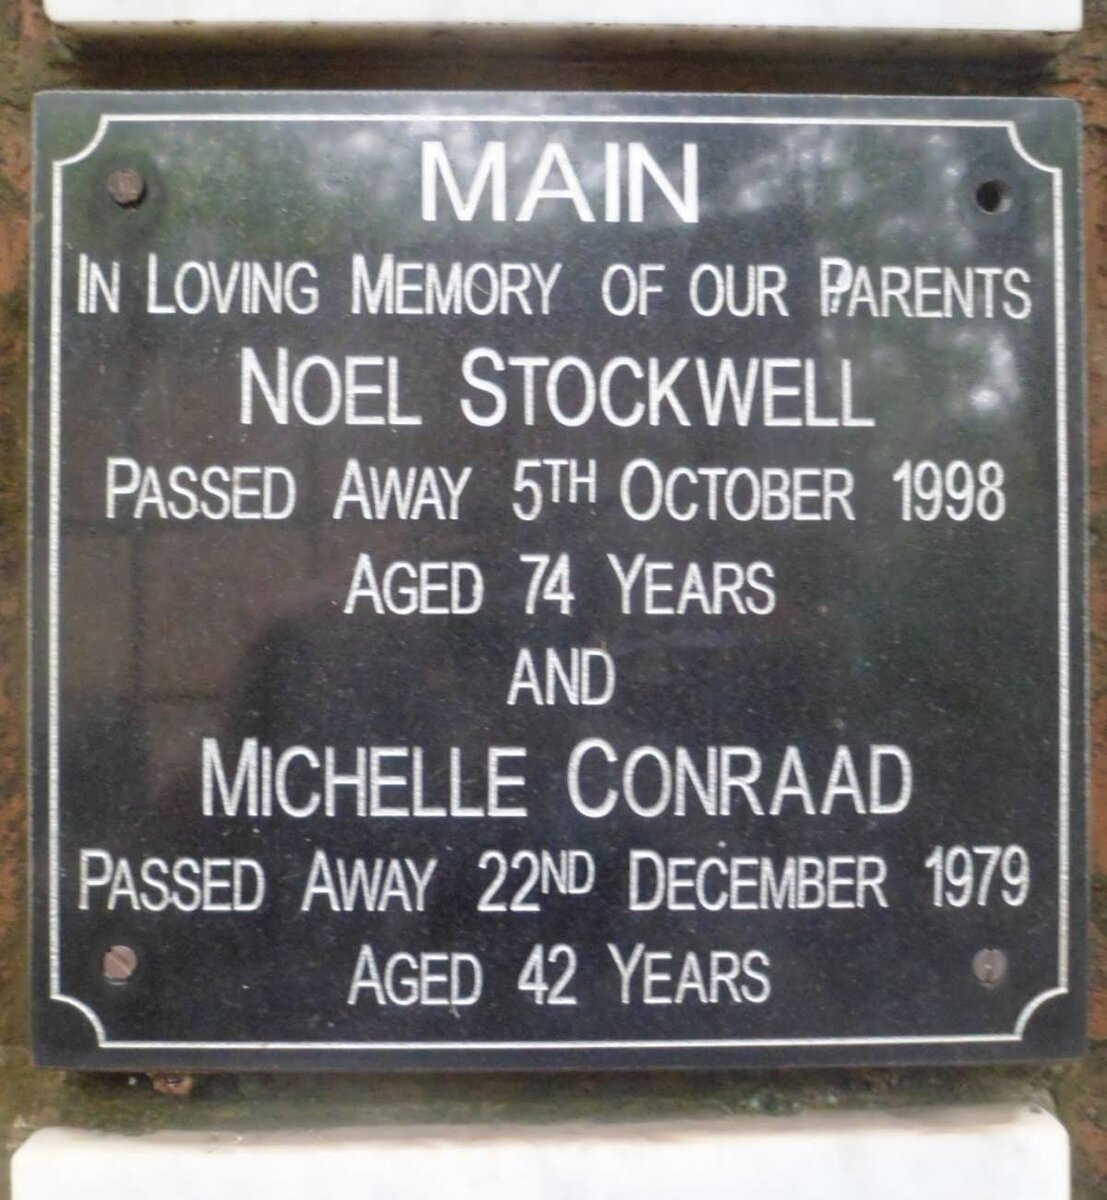 MAIN
IN LOVING MEMORY OF OUR PARENTS
NOEL STOCKWELL
PASSED AWAY 5TH OCTOBER 1998
AGED 74 YEARS
AND
MICHELLE CONRAAD
PASSED AWAY 22ND DECEMBER 1979
AGED 42 YEARS